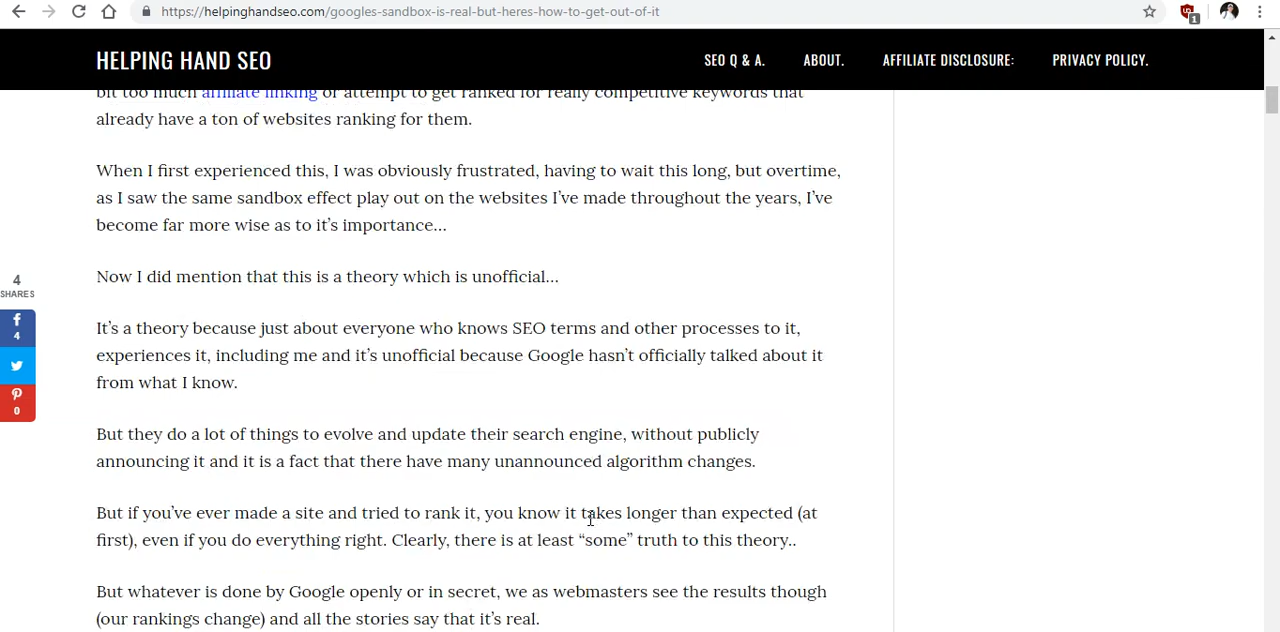 https://helpinghandseo.com/googles-sandbox-is-real-but-heres-how-to-get-out-of-it
1
HELPING HAND SEO
SEO Q & A.
ABOUT.
AFFILIATE DISCLOSURE:
PRIVACY POLICY.
bit too much affiliate linking or attempt to get ranked for really competitive keywords that
already have a ton of websites ranking for them.
When I first experienced this, I was obviously frustrated, having to wait this long, but overtime,
as I saw the same sandbox effect play out on the websites I’ve made throughout the years, I’ve
become far more wise as to it’s importance…
Now I did mention that this is a theory which is unofficial…
It’s a theory because just about everyone who knows SEO terms and other processes to it,
experiences it, including me and it’s unofficial because Google hasn’t officially talked about it
from what I know.
But they do a lot of things to evolve and update their search engine, without publicly
announcing it and it is a fact that there have many unannounced algorithm changes.
But if you’ve ever made a site and tried to rank it, you know it takes longer than expected (at
first), even if you do everything right. Clearly, there is at least “some” truth to this theory..
But whatever is done by Google openly or in secret, we as webmasters see the results though
(our rankings change) and all the stories say that it’s real.
4
SHARES
4
0